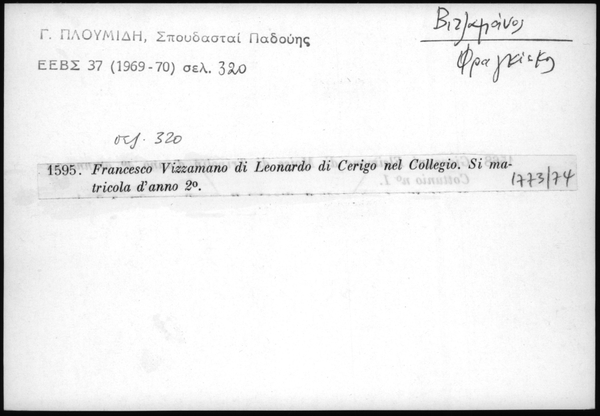 Γ. ΠΛΟΥΜΙΔΗ, Σπουδασταί Παδούης
ΕΕΒΣ 37 (1969-70) σελ. 320
Βιτζαμάνος
Φραγκίσκος
σελ. 320
1595. Francesco Vizzamano di Leonardo di Cerigo nel Collegio. Si ma-
tricola d'anno 2º.
1773/74